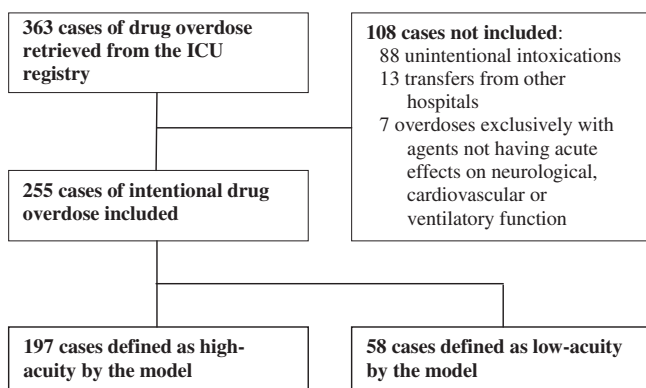 363 cases of drug overdose
retrieved from the ICU
registry
108 cases not included:
88 unintentional intoxications
13 transfers from other
hospitals
7 overdoses exclusively with
agents not having acute
effects on neurological,
cardiovascular or
ventilatory function
255 cases of intentional drug
overdose included
197 cases defined as high-
acuity by the model
58 cases defined as low-acuity
by the model